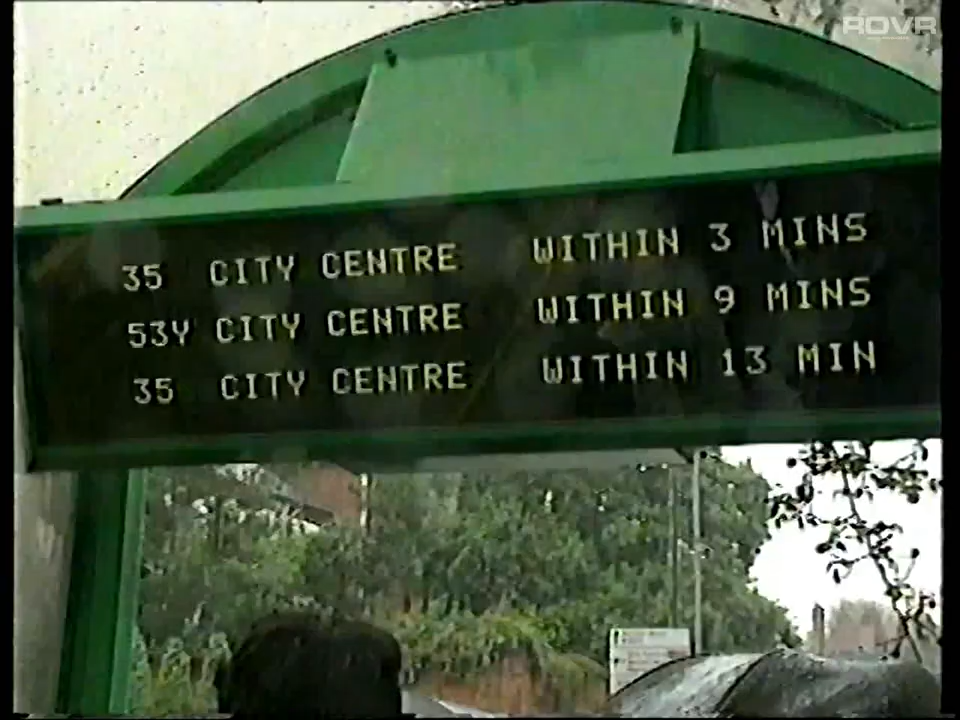 ROVR
35 CITY CENTRE WITHIN 3 MINS
53Y CITY CENTRE WITHIN 9 MINS
35 CITY CENTRE WITHIN 13 MIN